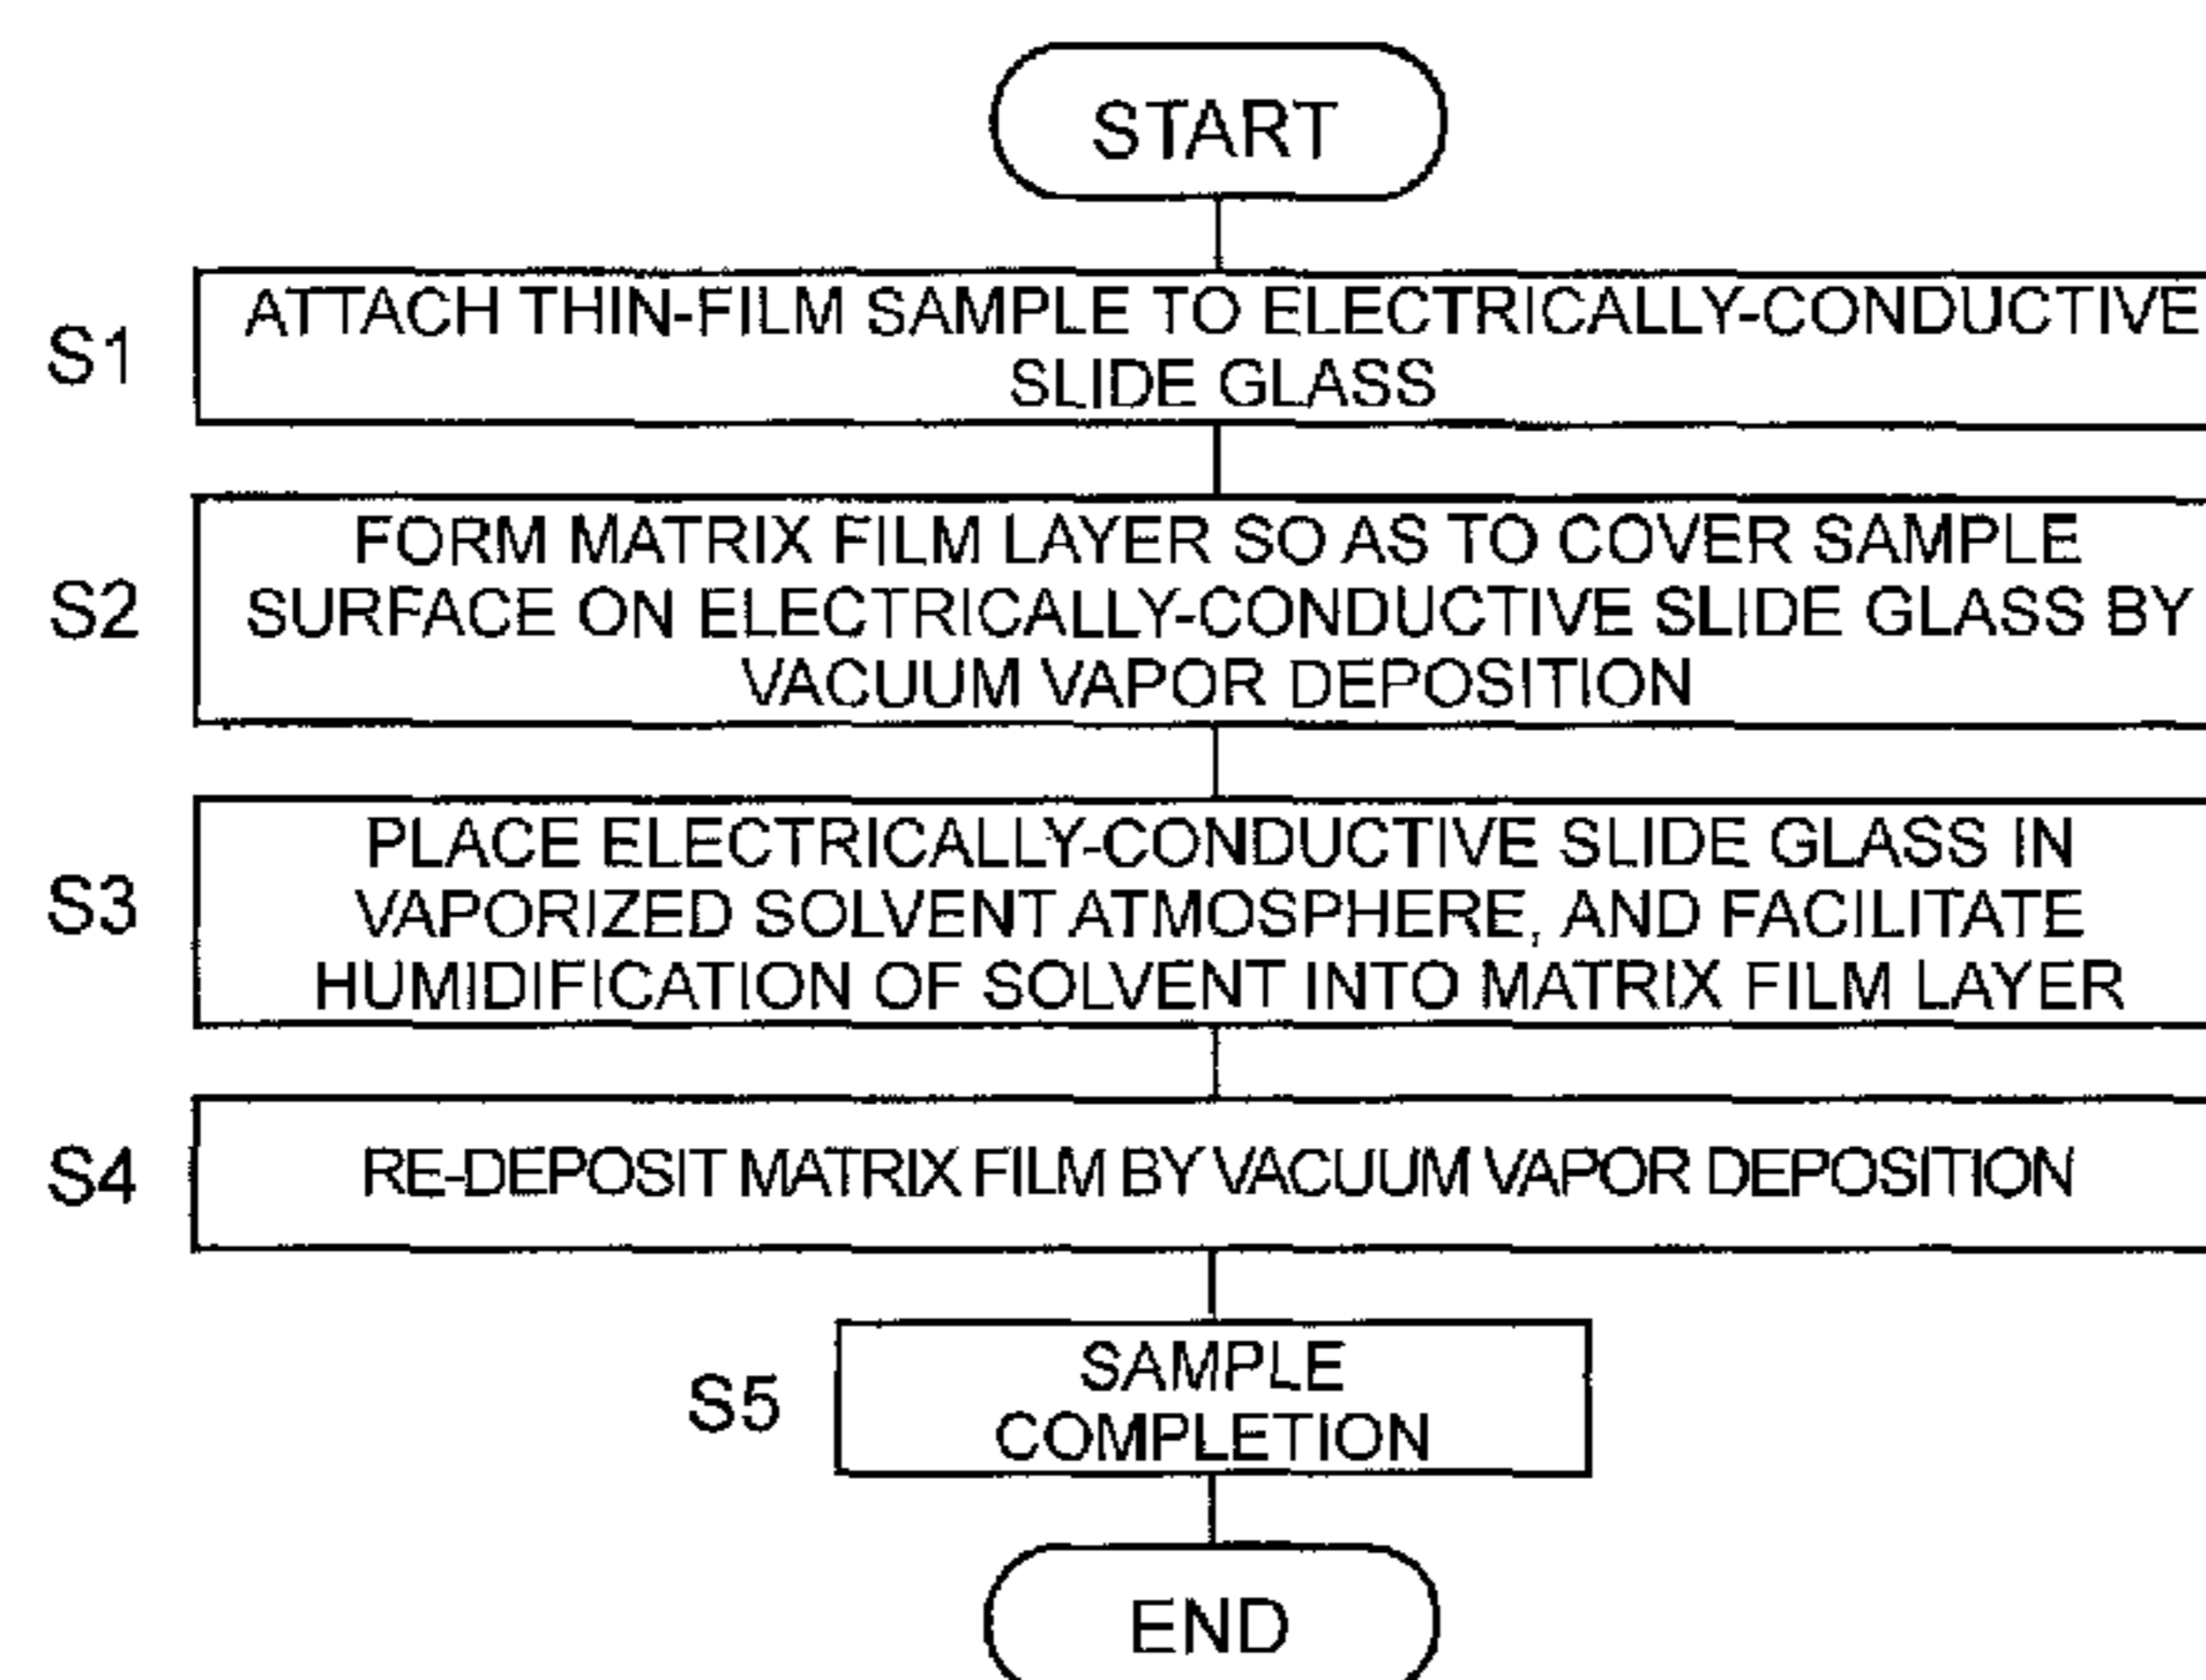 START
S1
ATTACH THIN-FILM SAMPLE TO ELECTRICALLY-CONDUCTIVE
SLIDE GLASS
S2
FORM MATRIX FILM LAYER SO AS TO COVER SAMPLE
SURFACE ON ELECTRICALLY-CONDUCTIVE SLIDE GLASS BY
VACUUM VAPOR DEPOSITION
S3
PLACE ELECTRICALLY-CONDUCTIVE SLIDE GLASS IN
VAPORIZED SOLVENT ATMOSPHERE, AND FACILITATE
HUMIDIFICATION OF SOLVENT INTO MATRIX FILM LAYER
S4
RE-DEPOSIT MATRIX FILM BY VACUUM VAPOR DEPOSITION
S5
SAMPLE
COMPLETION
END